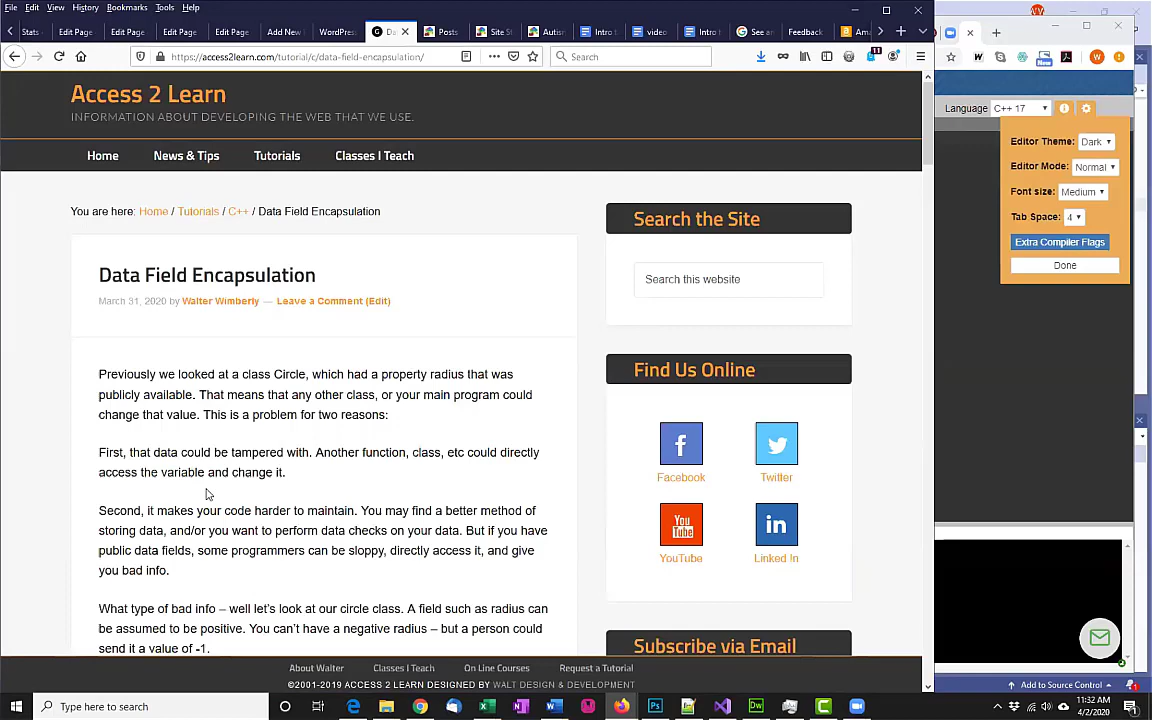 File Edit View History Bookmarks Tools Help
Stats Edit Page Edit Page Edit Page Edit Page Add New WordPres Da Posts Site S Autis Intro video Intro See an Feedback Am
https://access2learn.com/tutorial/c/data-field-encapsulation/
Search
11
New
Access 2 Learn
INFORMATION ABOUT DEVELOPING THE WEB THAT WE USE.
Language C++ 17
Home News & Tips Tutorials Classes I Teach
Editor Theme: Dark
Editor Mode: Normal
Font size: Medium
Tab Space: 4
Extra Compiler Flags
Done
You are here: Home / Tutorials / C++ / Data Field Encapsulation
Search the Site
Search this website
Data Field Encapsulation
March 31, 2020 by Walter Wimberly — Leave a Comment (Edit)
Previously we looked at a class Circle, which had a property radius that was
publicly available. That means that any other class, or your main program could
change that value. This is a problem for two reasons:
First, that data could be tampered with. Another function, class, etc could directly
access the variable and change it.
Second, it makes your code harder to maintain. You may find a better method of
storing data, and/or you want to perform data checks on your data. But if you have
public data fields, some programmers can be sloppy, directly access it, and give
you bad info.
What type of bad info – well let's look at our circle class. A field such as radius can
be assumed to be positive. You can't have a negative radius – but a person could
send it a value of -1.
Find Us Online
Facebook
Twitter
You Tube
YouTube
in
Linked !n
Subscribe via Email
About Walter Classes I Teach On Line Courses Request a Tutorial
©2001-2019 ACCESS 2 LEARN DESIGNED BY WALT DESIGN & DEVELOPMENT
Add to Source Control
Type here to search
11:32 AM
4/2/2020